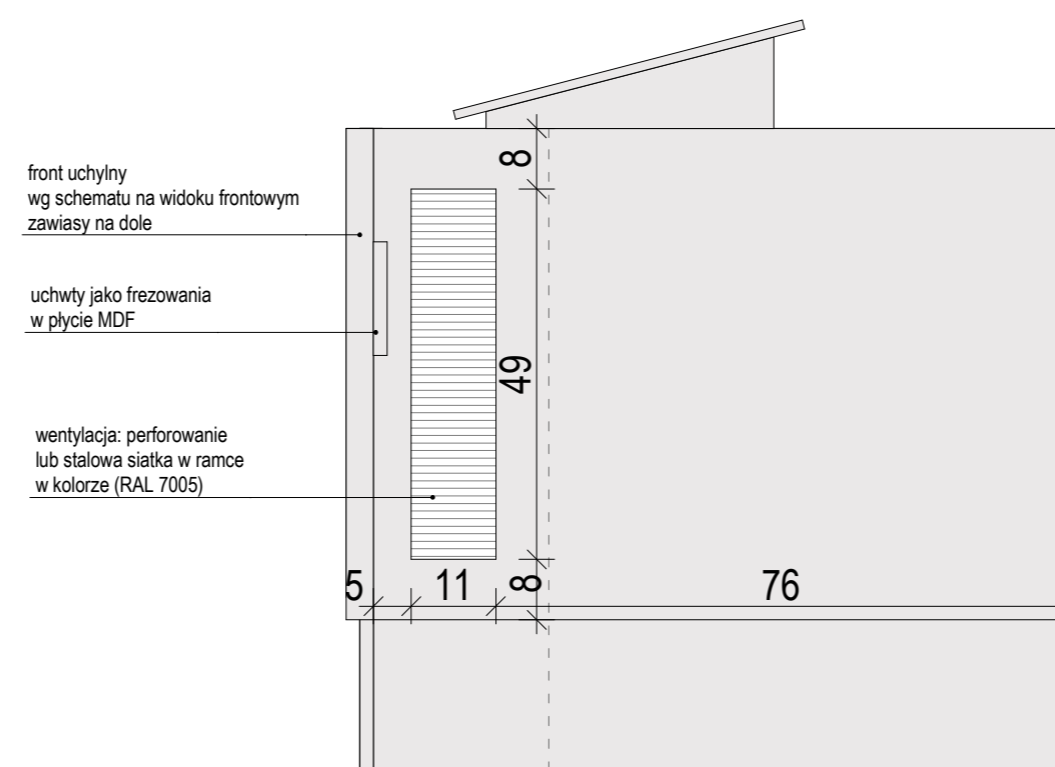 8
front uchylny
wg schematu na widoku frontowym
zawiasy na dole
uchwty jako frezowania
w płycie MDF
49
wentylacja: perforowanie
lub stalowa siatka w ramce
w kolorze (RAL 7005)
5 11 8 76